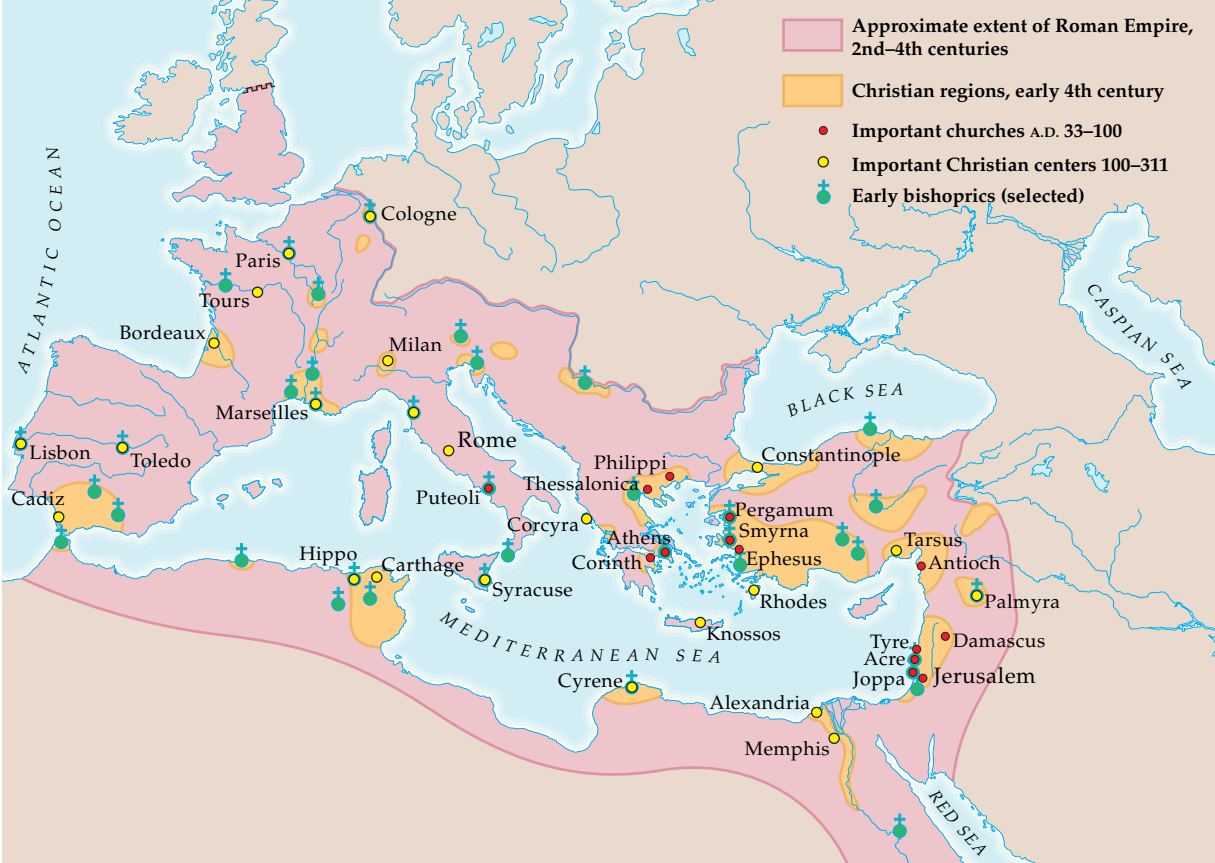 Approximate extent of Roman Empire,
2nd–4th centuries
Christian regions, early 4th century
Important churches A.D. 33–100
Important Christian centers 100–311
Early bishoprics (selected)
ATLANTIC OCEAN
CASPIAN SEA
BLACK SEA
MEDITERRANEAN SEA
RED SEA
Cologne
Paris
Tours
Bordeaux
Milan
Marseilles
Rome
Lisbon
Toledo
Cadiz
Puteoli
Philippi
Thessalonica
Constantinople
Corcyra
Pergamum
Smyrna
Athens
Corinth
Ephesus
Tarsus
Antioch
Hippo
Carthage
Syracuse
Rhodes
Palmyra
Knossos
Tyre
Damascus
Acre
Joppa
Jerusalem
Cyrene
Alexandria
Memphis